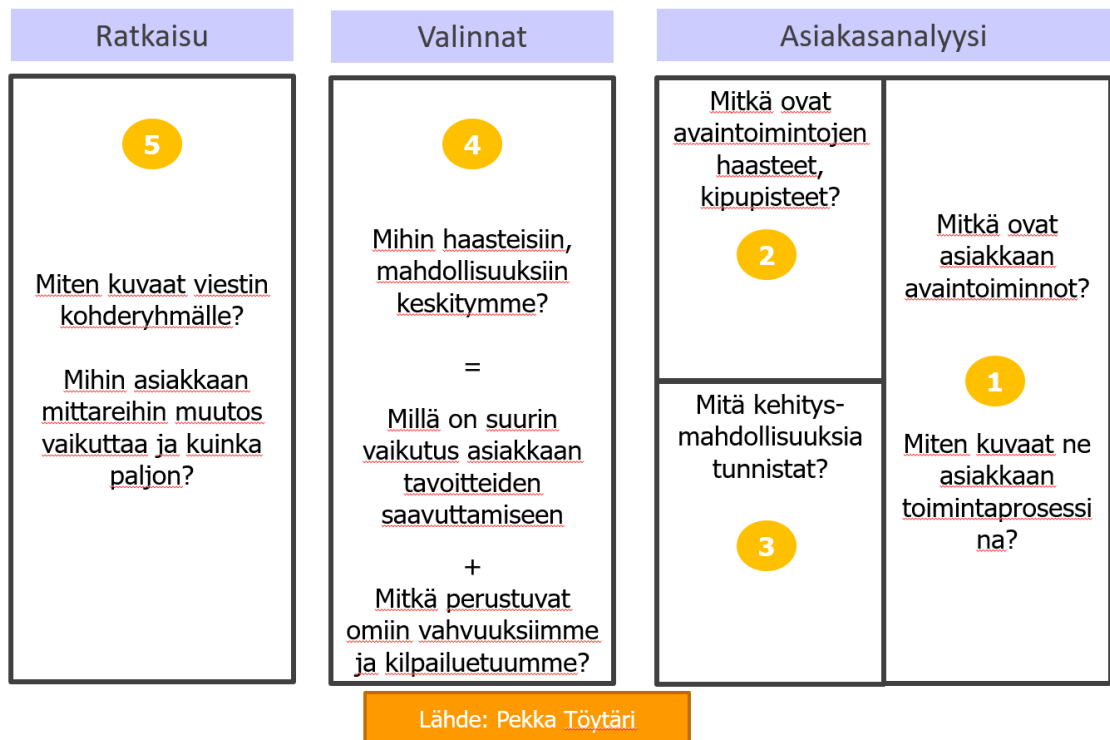 Ratkaisu
Valinnat
Asiakasanalyysi
5
Miten kuvaat viestin
kohderyhmälle?
Mihin asiakkaan
mittareihin muutos
vaikuttaa ja kuinka
paljon?
4
Mihin haasteisiin,
mahdollisuuksiin
keskitymme?
=
Millä on suurin
vaikutus asiakkaan
tavoitteiden
saavuttamiseen
+
Mitkä perustuvat
omiin vahvuuksiimme
ja kilpailuetuumme?
Mitkä ovat
avaintoimintojen
haasteet,
kipupisteet?
2
Mitä kehitys-
mahdollisuuksia
tunnistat?
3
Mitkä ovat
asiakkaan
avaintoiminnot?
1
Miten kuvaat ne
asiakkaan
toimintaprosessi
na?
Lähde: Pekka Töytäri